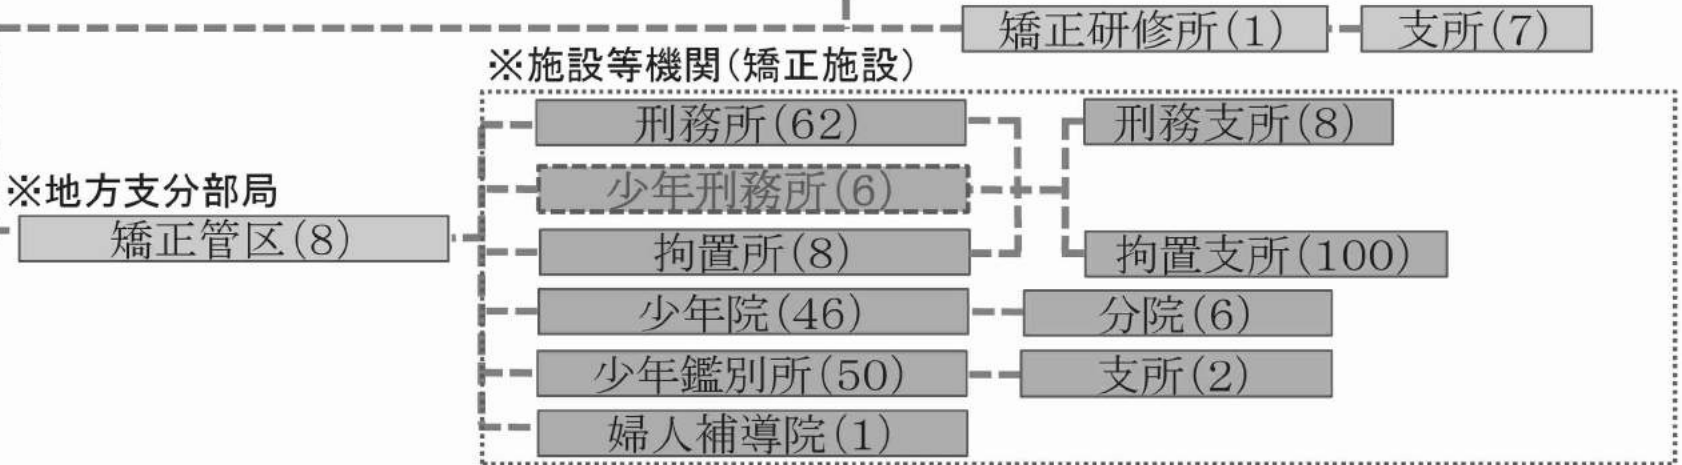 矯正研修所(1)
支所(7)
※施設等機関(矯正施設)
刑務所(62)
刑務支所(8)
少年刑務所(6)
※地方支分部局
矯正管区(8)
拘置所(8)
拘置支所(100)
少年院(46)
分院(6)
少年鑑別所(50)
支所(2)
婦人補導院(1)